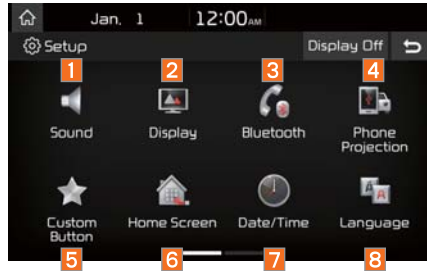 Jan. 1 12:00AM
Setup Display Off
1 2 3 4
Sound Display Bluetooth Phone Projection
Custom Button Home Screen Date/Time Language
5 6 7 8